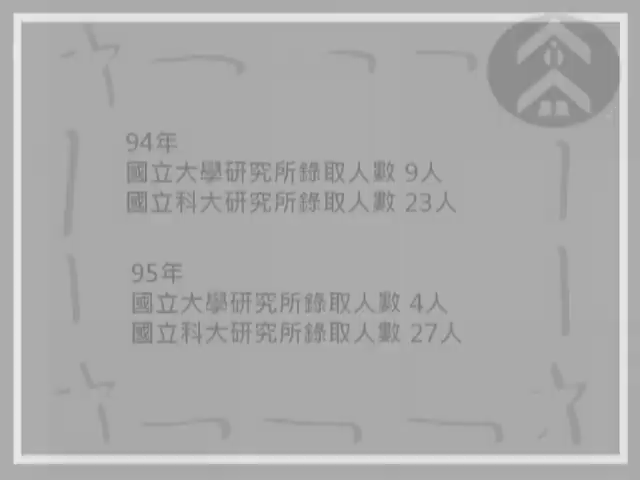 94年
國立大學研究所錄取人數 9人
國立科大研究所錄取人數 23人
95年
國立大學研究所錄取人數 4人
國立科大研究所錄取人數 27人